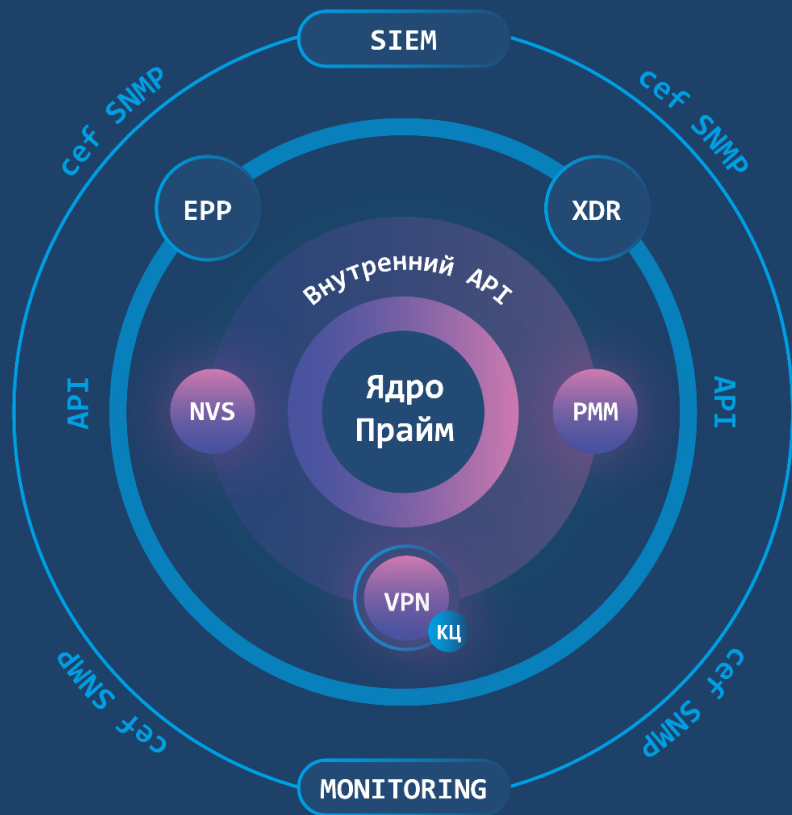 SIEM
cef SNMP
cef SNMP
EPP
XDR
Внутренний API
API
NVS
Ядро
Прайм
PMM
API
VPN
КЦ
cef SNMP
cef SNMP
MONITORING